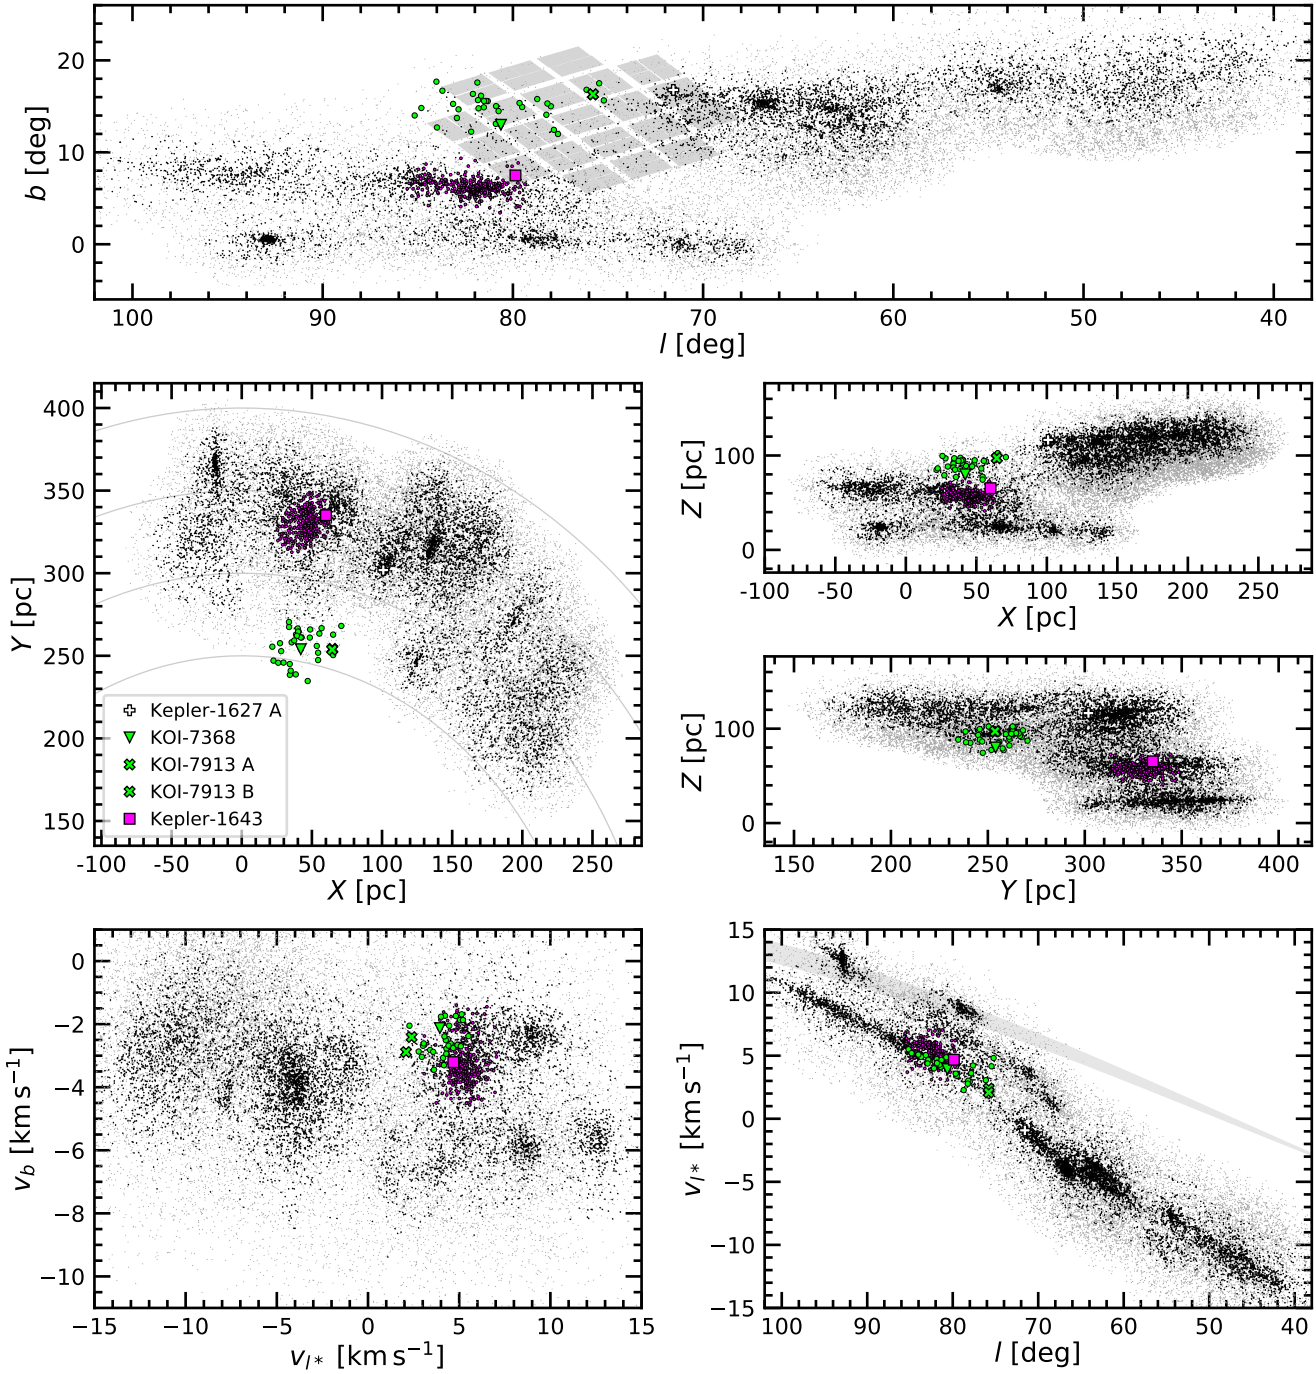 20
10
0
b [deg]
100 90 80 70 60 50 40
l [deg]
400
350
300
250
200
150
Y [pc]
Kepler-1627 A
KOI-7368
KOI-7913 A
KOI-7913 B
Kepler-1643
-100 -50 0 50 100 150 200 250
X [pc]
100
0
Z [pc]
-100 -50 0 50 100 150 200 250
X [pc]
100
0
Z [pc]
150 200 250 300 350 400
Y [pc]
0
−2
−4
−6
−8
−10
v_b [km s⁻¹]
−15 −10 −5 0 5 10 15
v_{l*} [km s⁻¹]
15
10
5
0
−5
−10
−15
v_{l*} [km s⁻¹]
100 90 80 70 60 50 40
l [deg]